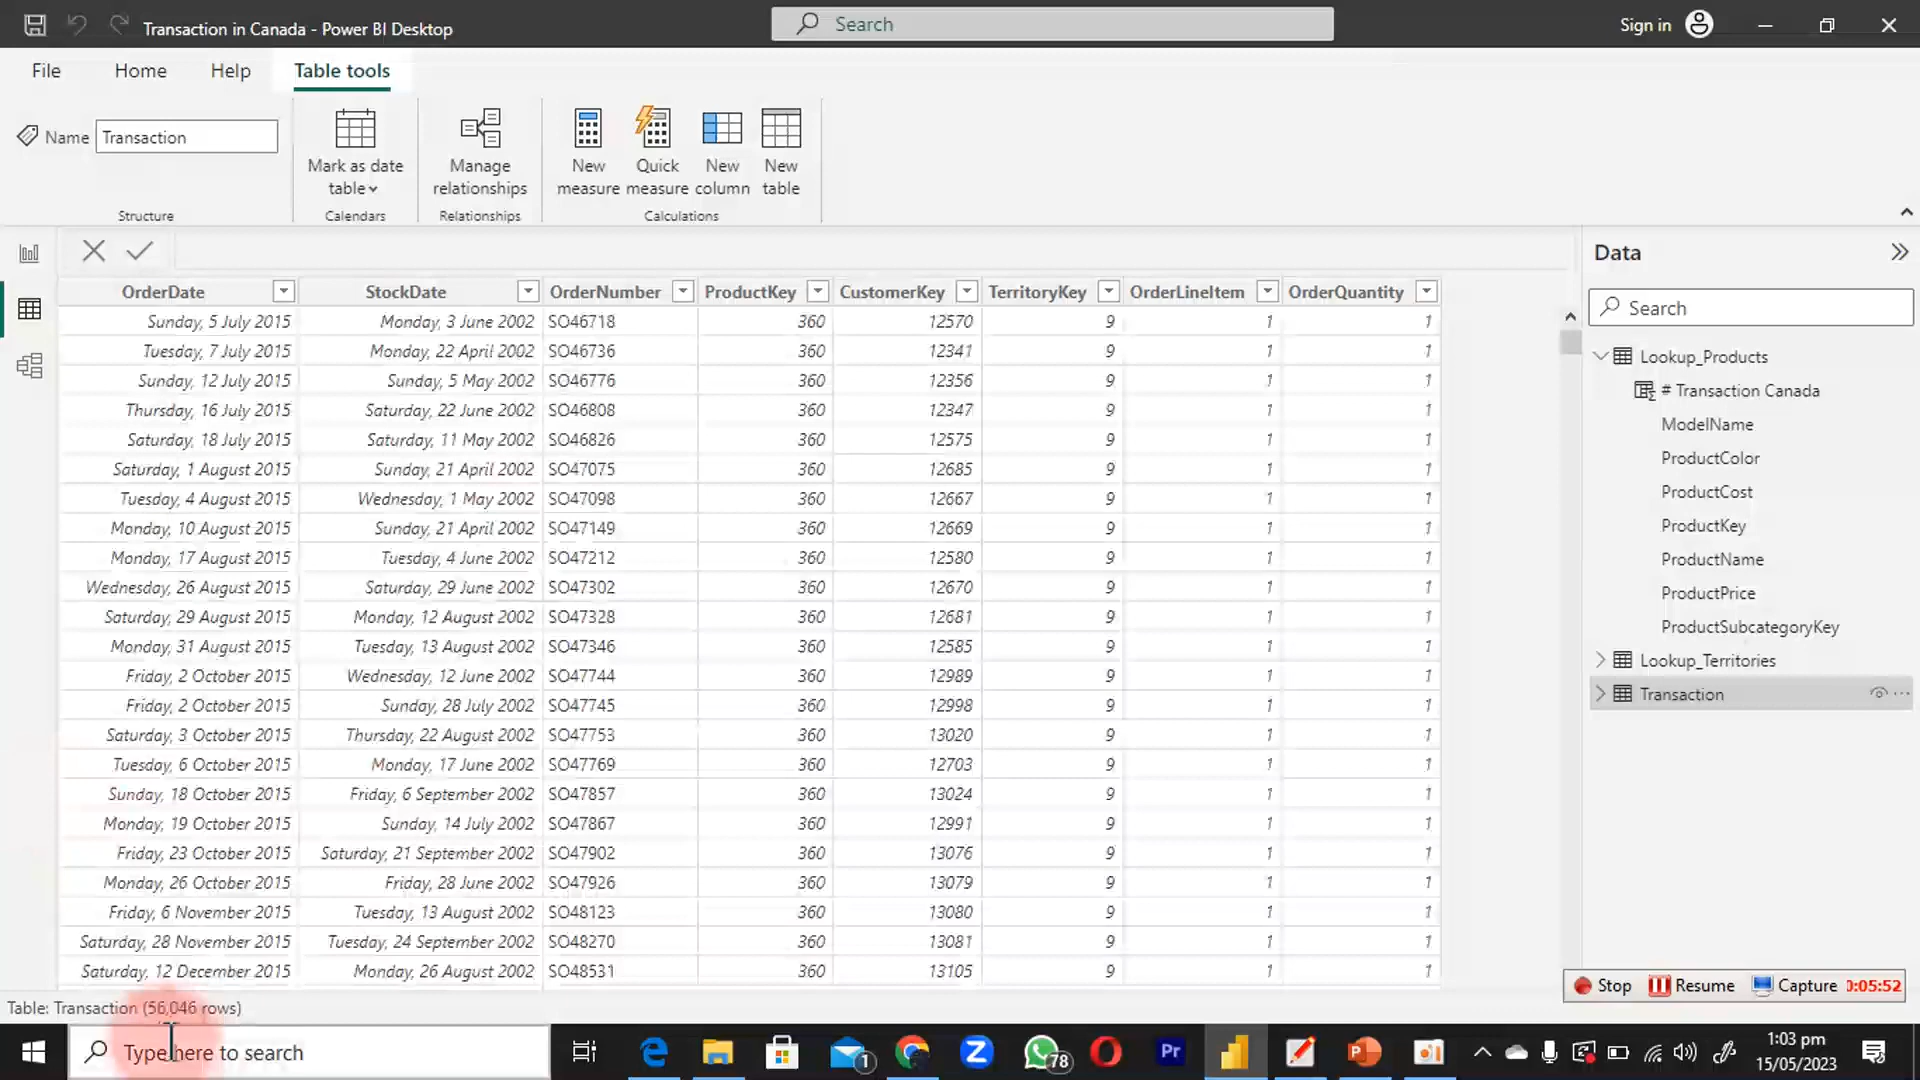 Transaction in Canada - Power BI Desktop
Search
Sign in
File Home Help Table tools
Name Transaction
Mark as date table
Manage relationships
New measure
Quick measure
New column
New table
Structure Calendars Relationships Calculations
OrderDate StockDate OrderNumber ProductKey CustomerKey TerritoryKey OrderLineItem OrderQuantity
Sunday, 5 July 2015 Monday, 3 June 2002 SO46718 360 12570 9 1 1
Tuesday, 7 July 2015 Monday, 22 April 2002 SO46736 360 12341 9 1 1
Sunday, 12 July 2015 Sunday, 5 May 2002 SO46776 360 12356 9 1 1
Thursday, 16 July 2015 Saturday, 22 June 2002 SO46808 360 12347 9 1 1
Saturday, 18 July 2015 Saturday, 11 May 2002 SO46826 360 12575 9 1 1
Saturday, 1 August 2015 Sunday, 21 April 2002 SO47075 360 12685 9 1 1
Tuesday, 4 August 2015 Wednesday, 1 May 2002 SO47098 360 12667 9 1 1
Monday, 10 August 2015 Sunday, 21 April 2002 SO47149 360 12669 9 1 1
Monday, 17 August 2015 Tuesday, 4 June 2002 SO47212 360 12580 9 1 1
Wednesday, 26 August 2015 Saturday, 29 June 2002 SO47302 360 12670 9 1 1
Saturday, 29 August 2015 Monday, 12 August 2002 SO47328 360 12681 9 1 1
Monday, 31 August 2015 Tuesday, 13 August 2002 SO47346 360 12585 9 1 1
Friday, 2 October 2015 Wednesday, 12 June 2002 SO47744 360 12989 9 1 1
Friday, 2 October 2015 Sunday, 28 July 2002 SO47745 360 12998 9 1 1
Saturday, 3 October 2015 Thursday, 22 August 2002 SO47753 360 13020 9 1 1
Tuesday, 6 October 2015 Monday, 17 June 2002 SO47769 360 12703 9 1 1
Sunday, 18 October 2015 Friday, 6 September 2002 SO47857 360 13024 9 1 1
Monday, 19 October 2015 Sunday, 14 July 2002 SO47867 360 12991 9 1 1
Friday, 23 October 2015 Saturday, 21 September 2002 SO47902 360 13076 9 1 1
Monday, 26 October 2015 Friday, 28 June 2002 SO47926 360 13079 9 1 1
Friday, 6 November 2015 Tuesday, 13 August 2002 SO48123 360 13080 9 1 1
Saturday, 28 November 2015 Tuesday, 24 September 2002 SO48270 360 13081 9 1 1
Saturday, 12 December 2015 Monday, 26 August 2002 SO48531 360 13105 9 1 1
Data
Search
Lookup_Products
# Transaction Canada
ModelName
ProductColor
ProductCost
ProductKey
ProductName
ProductPrice
ProductSubcategoryKey
Lookup_Territories
Transaction
Stop Resume Capture 0:05:52
Table: Transaction (56,046 rows)
Type here to search
1
78
Pr
1:03 pm
15/05/2023